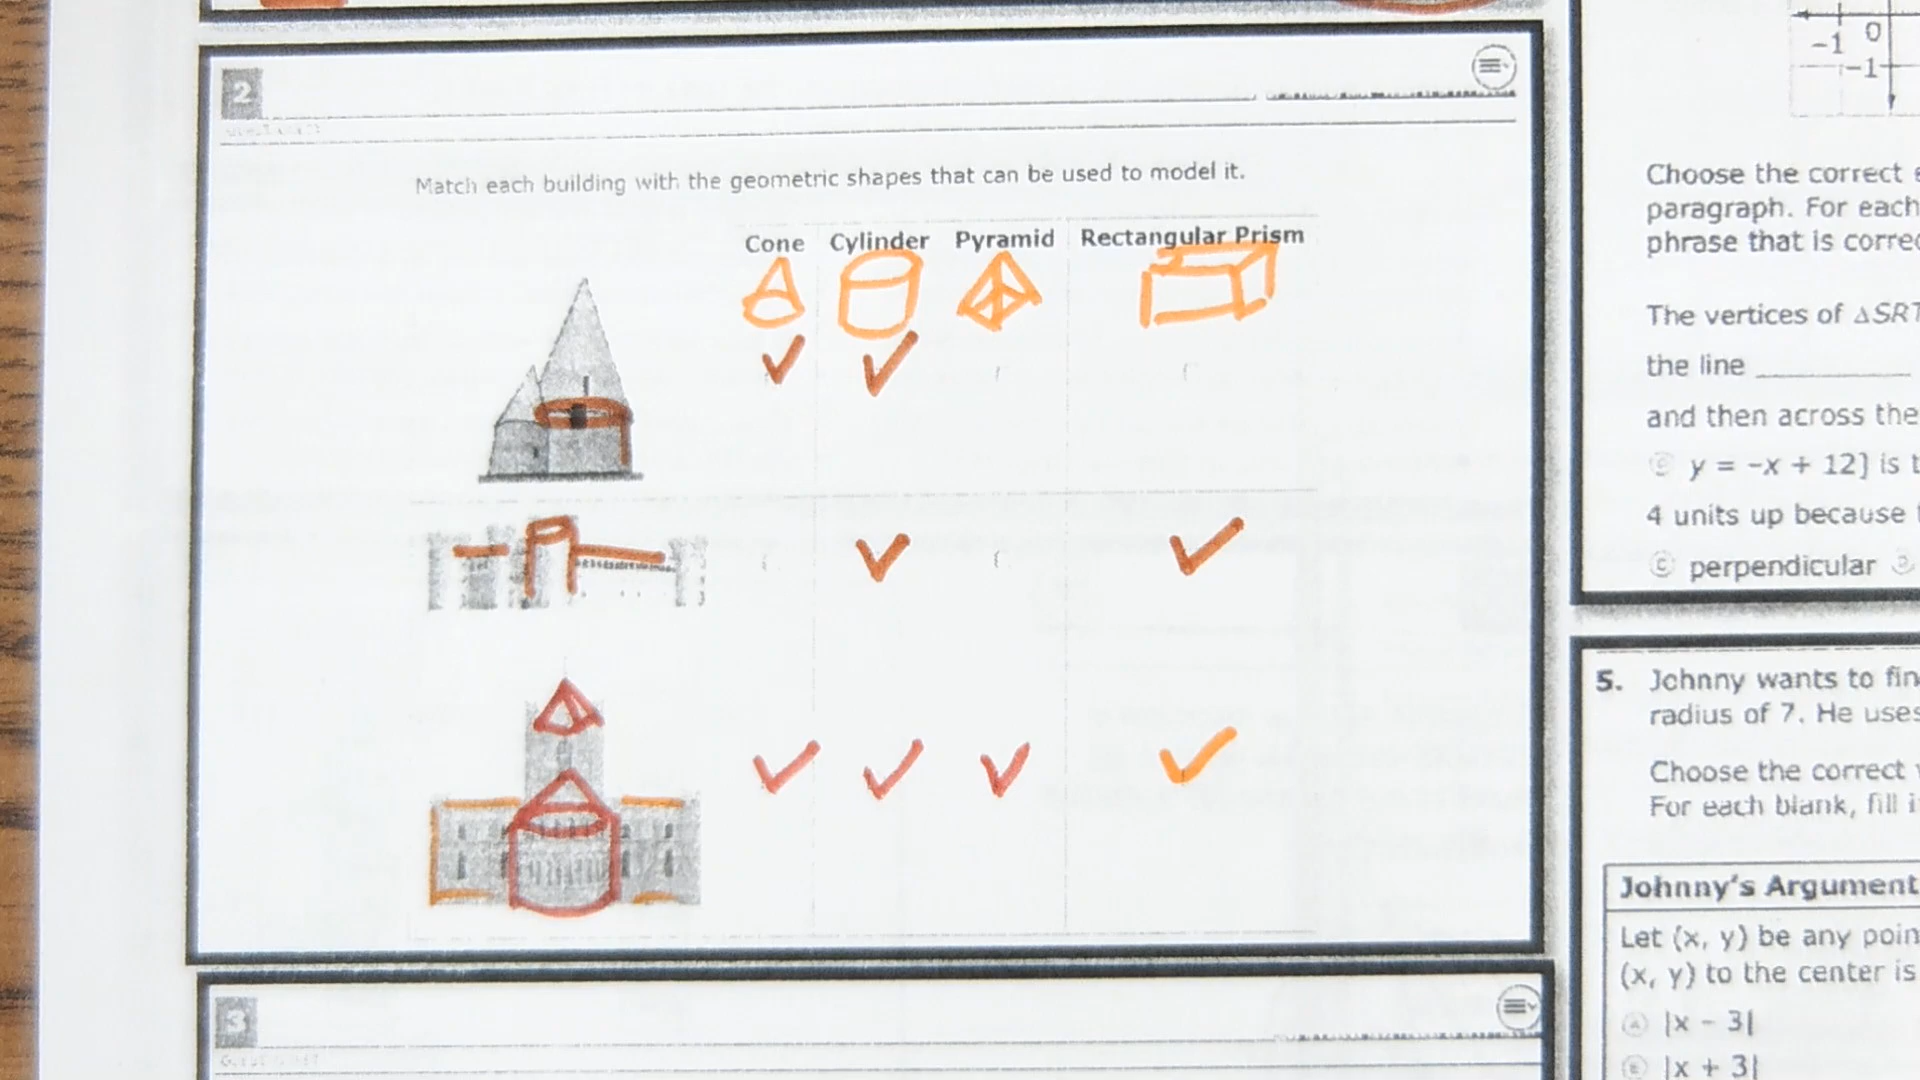 2
Match each building with the geometric shapes that can be used to model it.
Cone Cylinder Pyramid Rectangular Prism
3
-1 0
-1
Choose the correct
paragraph. For each
phrase that is
The vertices of △SRT
the line
and then across the
y = -x + 12] is
4 units up because
C perpendicular
5. Johnny wants to
radius of 7. He uses
Choose the correct
For each blank, fill
Johnny's Argument
Let (x, y) be any
(x, y) to the center is
A |x - 3|
B |x + 3|